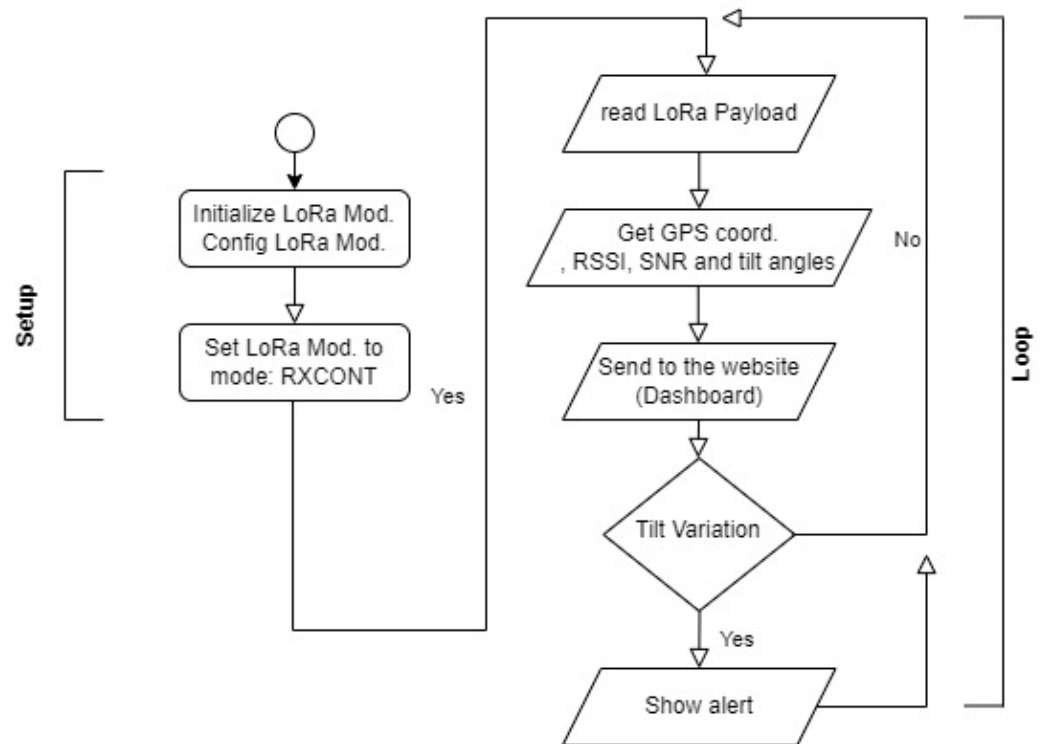 Setup
Initialize LoRa Mod.
Config LoRa Mod.
Set LoRa Mod. to
mode: RXCONT
Yes
read LoRa Payload
Get GPS coord.
, RSSI, SNR and tilt angles
No
Send to the website
(Dashboard)
Tilt Variation
Yes
Show alert
Loop